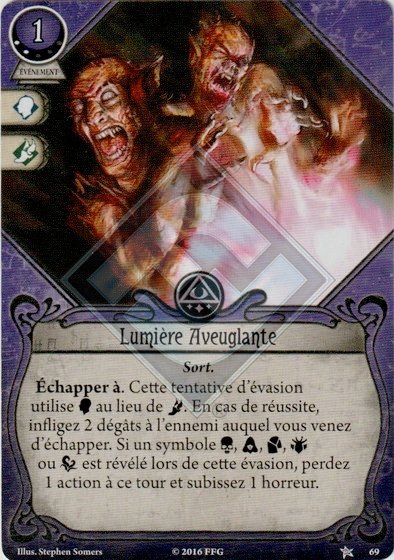 1
ÉVÉNEMENT
Lumière Aveuglante
Sort.
Échapper à. Cette tentative d'évasion
utilise au lieu de . En cas de réussite,
infligez 2 dégâts à l'ennemi auquel vous venez
d'échapper. Si un symbole , , ,
ou est révélé lors de cette évasion, perdez
1 action à ce tour et subissez 1 horreur.
Illus. Stephen Somers © 2016 FFG 69